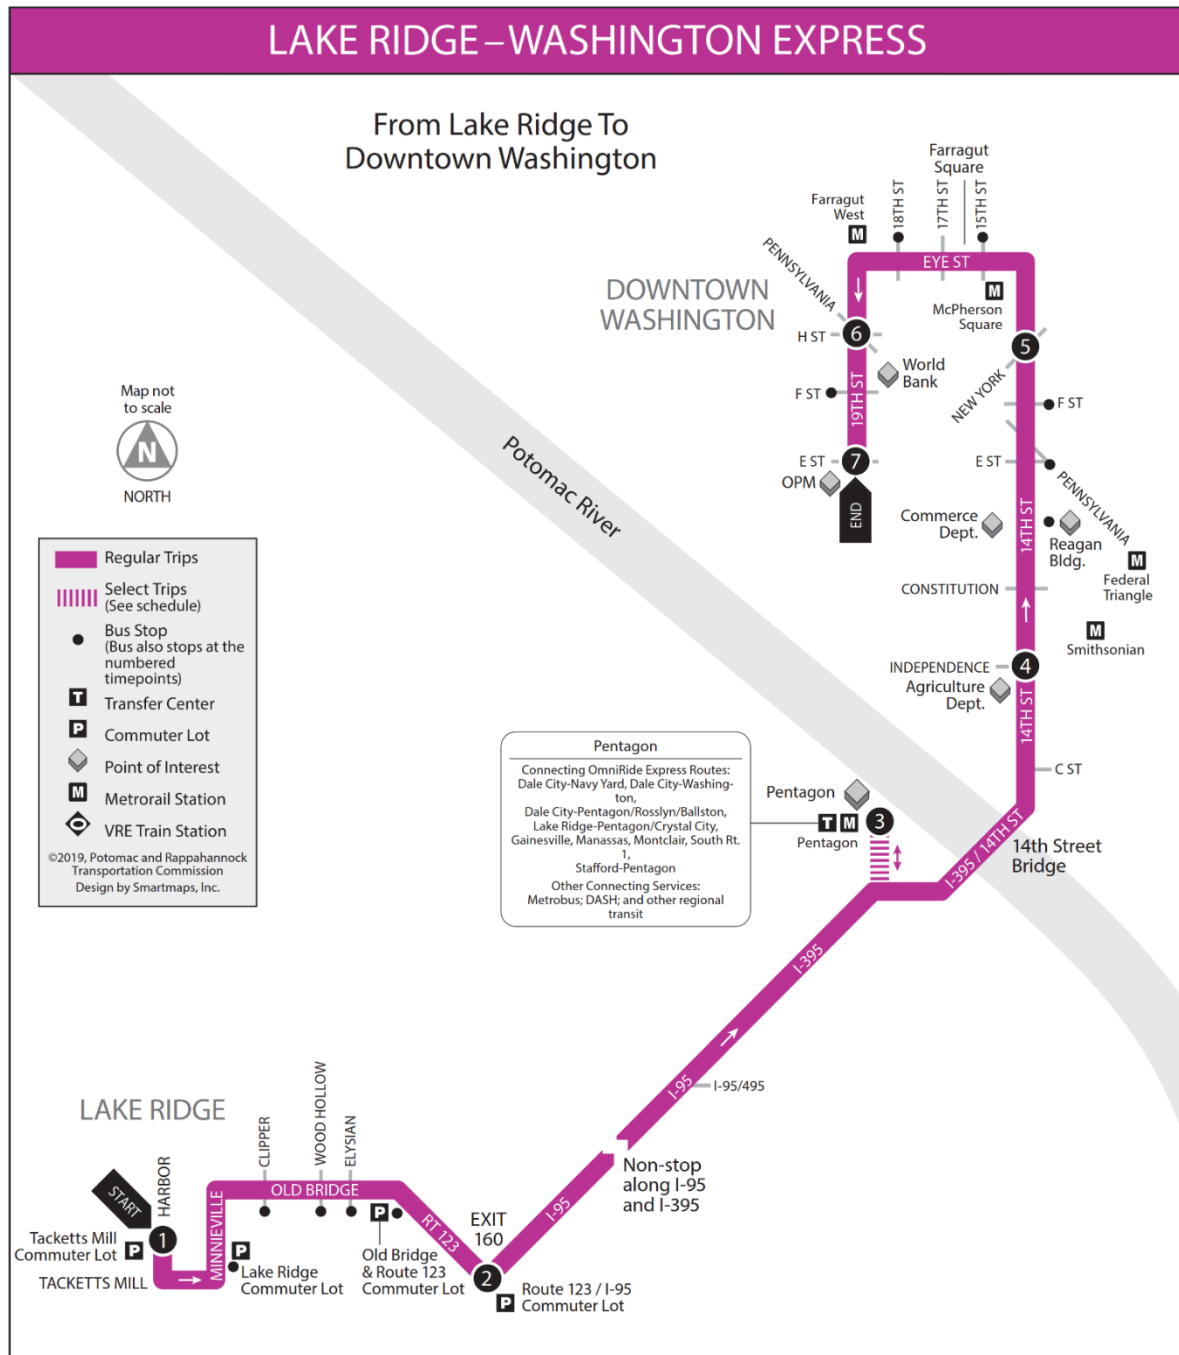 LAKE RIDGE – WASHINGTON EXPRESS
From Lake Ridge To
Downtown Washington
Farragut
Square
Farragut
West
M
18TH ST
17TH ST
15TH ST
EYE ST
PENNSYLVANIA
DOWNTOWN
WASHINGTON
M
McPherson
Square
H ST
6
5
World
Bank
NEW YORK
F ST
19TH ST
F ST
E ST
7
OPM
END
E ST
PENNSYLVANIA
Commerce
Dept.
14TH ST
Reagan
Bldg.
M
Federal
Triangle
CONSTITUTION
M
Smithsonian
INDEPENDENCE
4
Agriculture
Dept.
14TH ST
C ST
Map not
to scale
N
NORTH
Potomac River
Regular Trips
Select Trips
(See schedule)
Bus Stop
(Bus also stops at the
numbered
timepoints)
T
Transfer Center
P
Commuter Lot
Point of Interest
M
Metrorail Station
VRE Train Station
©2019, Potomac and Rappahannock
Transportation Commission
Design by Smartmaps, Inc.
Pentagon
Connecting OmniRide Express Routes:
Dale City-Navy Yard, Dale City-Washing-
ton,
Dale City-Pentagon/Rosslyn/Ballston,
Lake Ridge-Pentagon/Crystal City,
Gainesville, Manassas, Montclair, South Rt.
1,
Stafford-Pentagon
Other Connecting Services:
Metrobus; DASH; and other regional
transit
Pentagon
T M
3
Pentagon
I-395 / 14TH ST
14th Street
Bridge
I-395
I-95
I-95/495
Non-stop
along I-95
and I-395
I-95
LAKE RIDGE
CLIPPER
WOOD HOLLOW
ELYSIAN
START
HARBOR
OLD BRIDGE
1
Tacketts Mill
Commuter Lot
P
TACKETTS MILL
MINNIEVILLE
P
Lake Ridge
Commuter Lot
P
Old Bridge
& Route 123
Commuter Lot
RT 123
EXIT
160
2
P
Route 123 / I-95
Commuter Lot